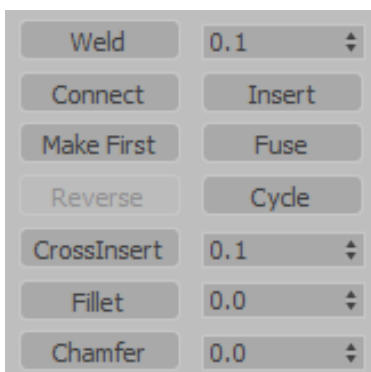 Weld 0.1
Connect Insert
Make First Fuse
Reverse Cycle
CrossInsert 0.1
Fillet 0.0
Chamfer 0.0